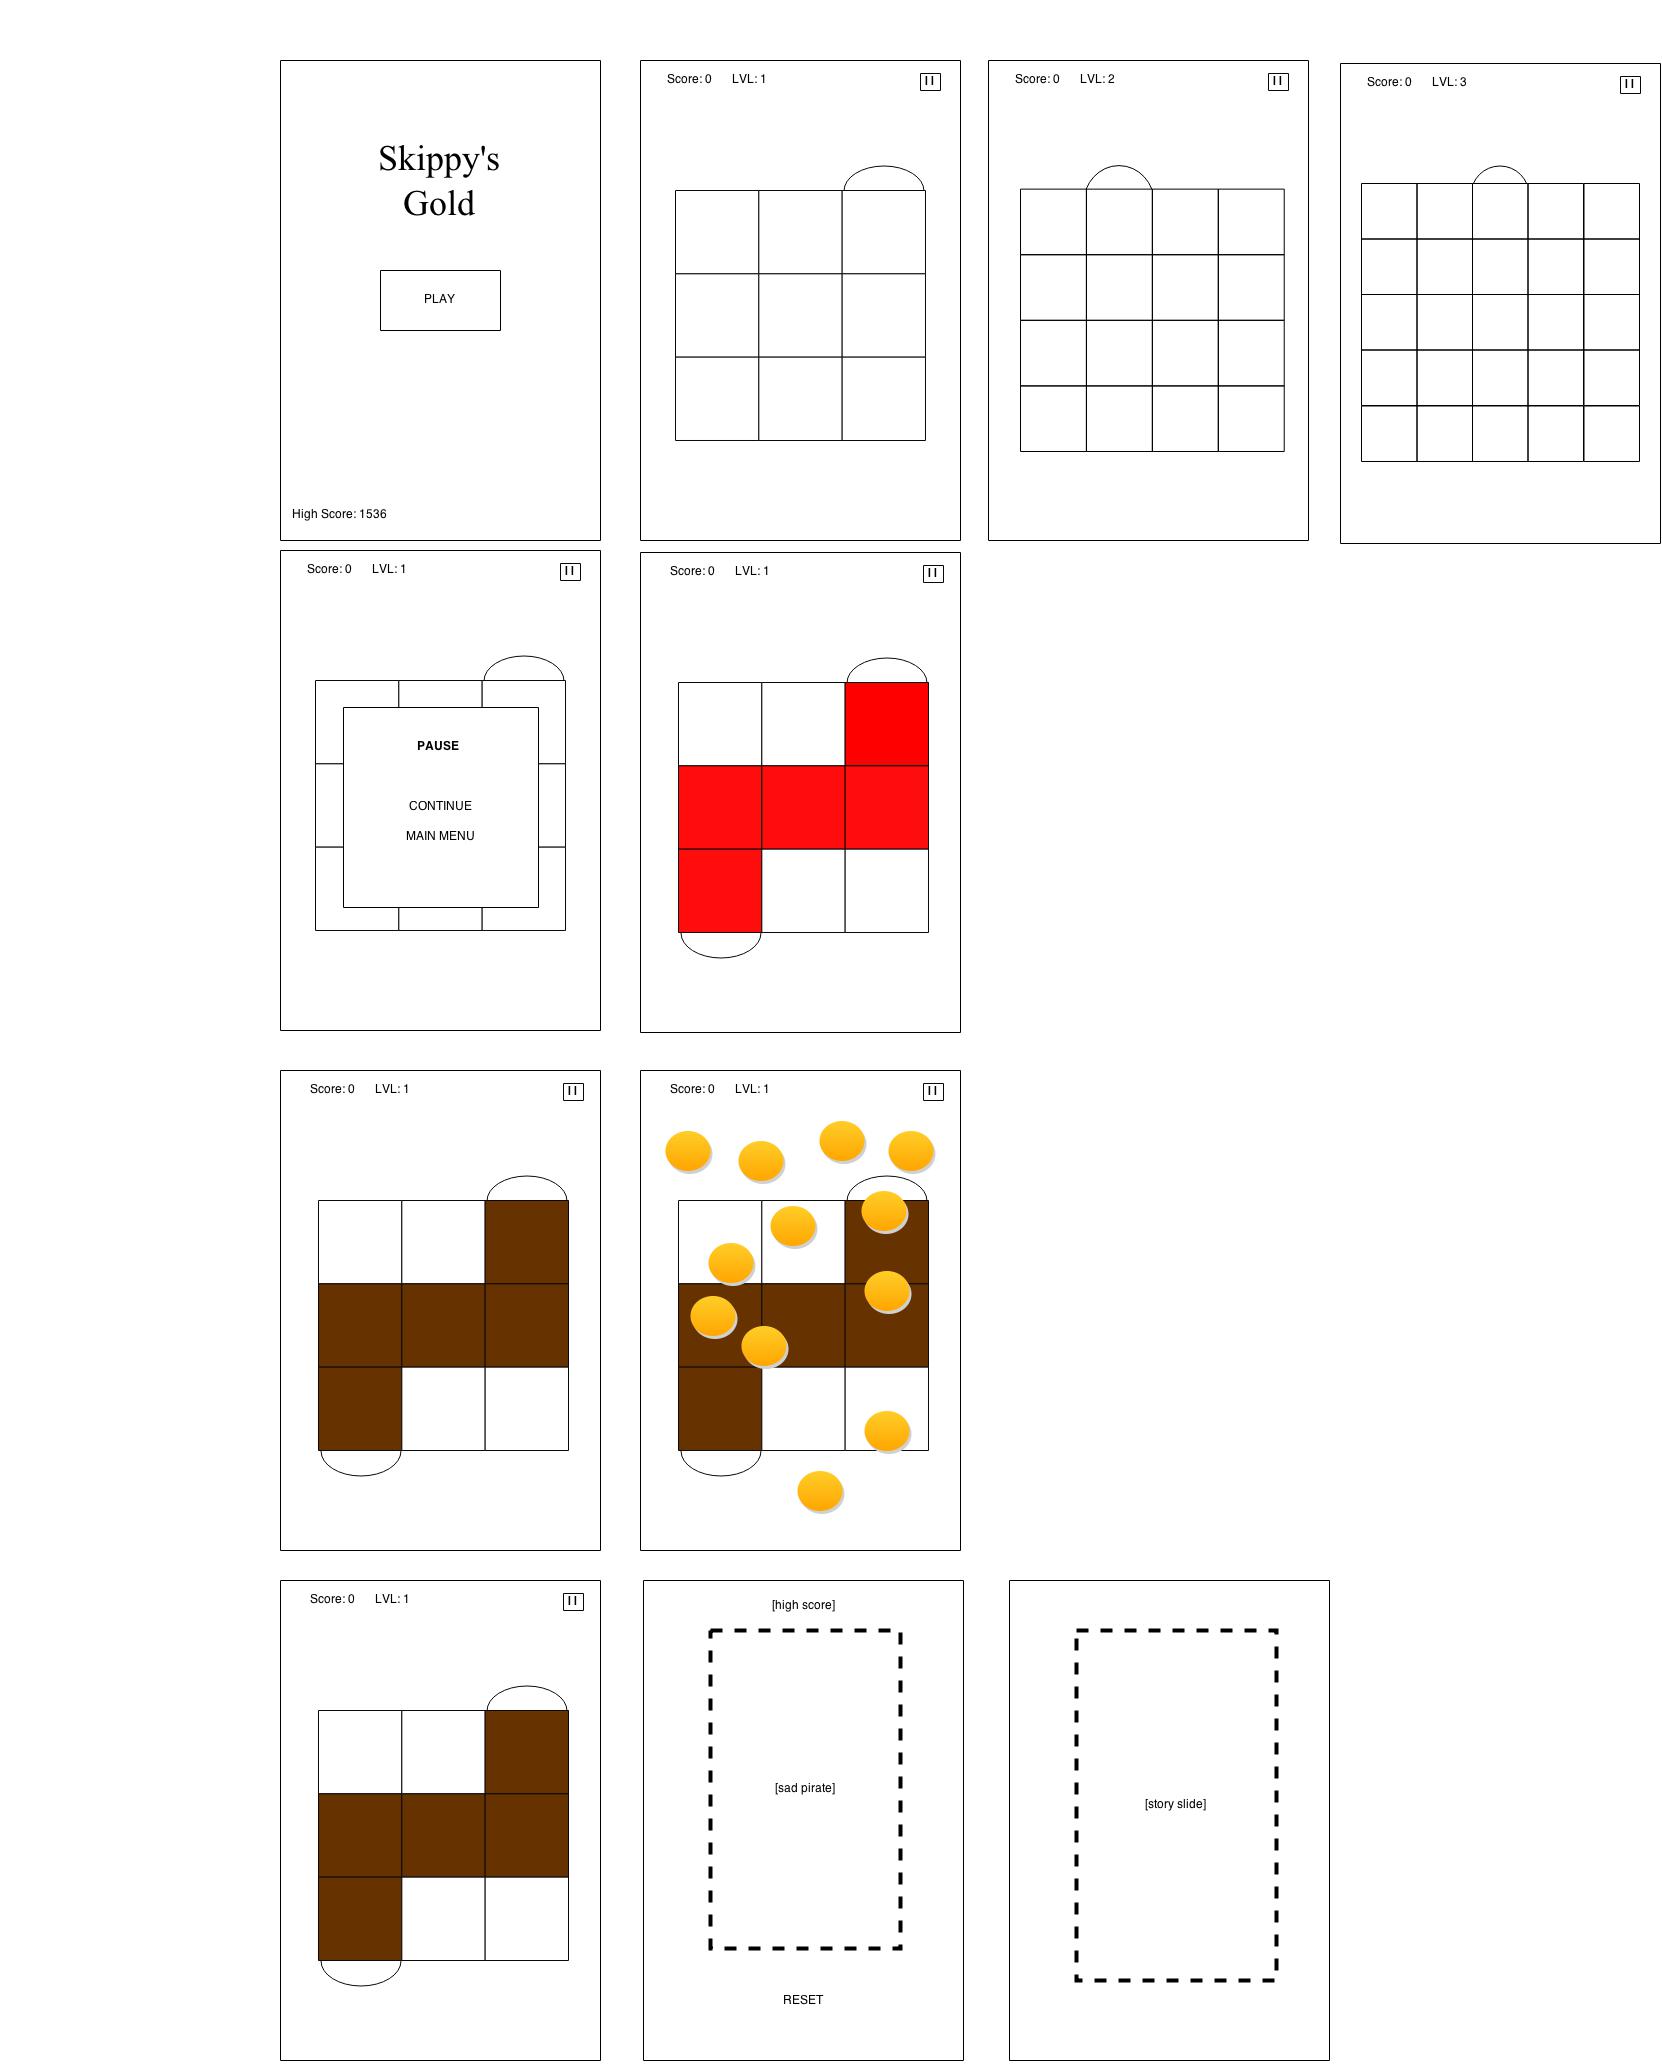 Skippy's
Gold
PLAY
High Score: 1536
Score: 0 LVL: 1 II
Score: 0 LVL: 2 II
Score: 0 LVL: 3 II
Score: 0 LVL: 1 II
PAUSE
CONTINUE
MAIN MENU
Score: 0 LVL: 1 II
Score: 0 LVL: 1 II
Score: 0 LVL: 1 II
Score: 0 LVL: 1 II
[high score]
[sad pirate]
RESET
[story slide]